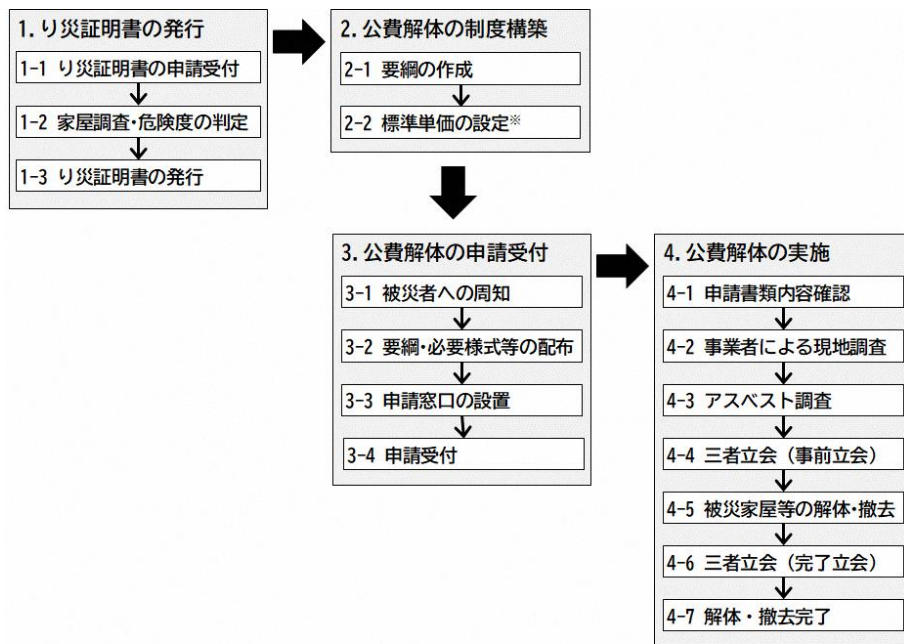 1. り災証明書の発行
1-1 り災証明書の申請受付
1-2 家屋調査・危険度の判定
1-3 り災証明書の発行
2. 公費解体の制度構築
2-1 要綱の作成
2-2 標準単価の設定※
3. 公費解体の申請受付
3-1 被災者への周知
3-2 要綱・必要様式等の配布
3-3 申請窓口の設置
3-4 申請受付
4. 公費解体の実施
4-1 申請書類内容確認
4-2 事業者による現地調査
4-3 アスベスト調査
4-4 三者立会（事前立会）
4-5 被災家屋等の解体・撤去
4-6 三者立会（完了立会）
4-7 解体・撤去完了